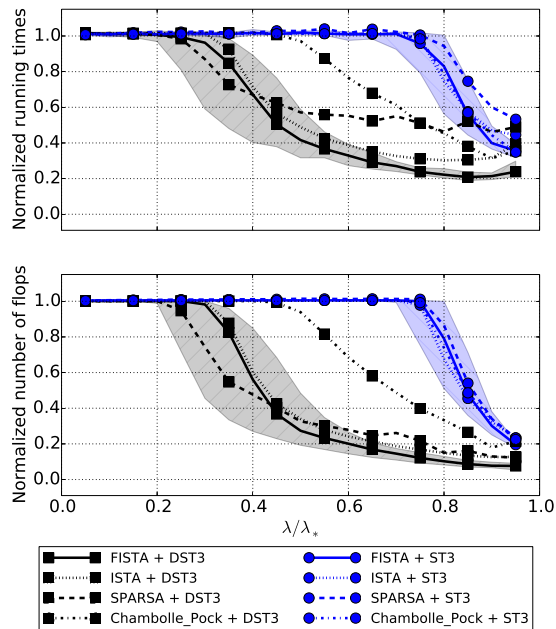 Normalized running times
1.0
0.8
0.6
0.4
0.2
0.0
Normalized number of flops
1.0
0.8
0.6
0.4
0.2
0.0
0.0 0.2 0.4 0.6 0.8 1.0
λ/λ*
FISTA + DST3
ISTA + DST3
SPARSA + DST3
Chambolle_Pock + DST3
FISTA + ST3
ISTA + ST3
SPARSA + ST3
Chambolle_Pock + ST3